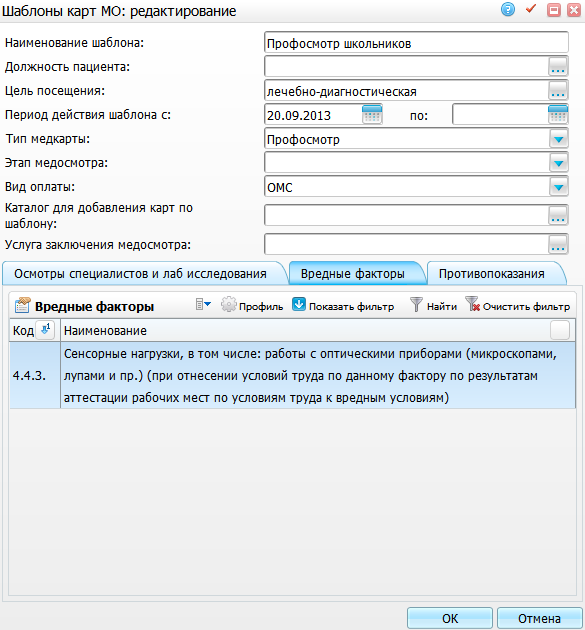 Шаблоны карт МО: редактирование
Наименование шаблона: Профосмотр школьников
Должность пациента:
Цель посещения: лечебно-диагностическая
Период действия шаблона с: 20.09.2013 по:
Тип медкарты: Профосмотр
Этап медосмотра:
Вид оплаты: ОМС
Каталог для добавления карт по
шаблону:
Услуга заключения медосмотра:
Осмотры специалистов и лаб исследования Вредные факторы Противопоказания
Вредные факторы Профиль Показать фильтр Найти Очистить фильтр
Код 1 Наименование
Сенсорные нагрузки, в том числе: работы с оптическими приборами (микроскопами,
4.4.3. лупами и пр.) (при отнесении условий труда по данному фактору по результатам
аттестации рабочих мест по условиям труда к вредным условиям)
ОК Отмена